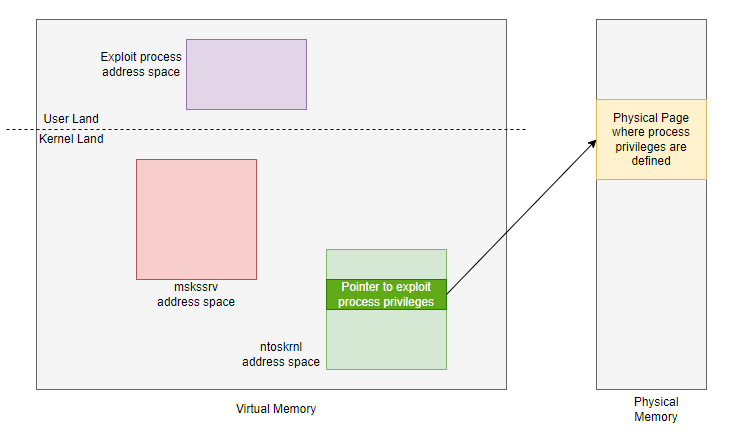 Exploit process
address space
User Land
Kernel Land
mskssrv
address space
Pointer to exploit
process privileges
ntoskrnl
address space
Virtual Memory
Physical Page
where process
privileges are
defined
Physical
Memory